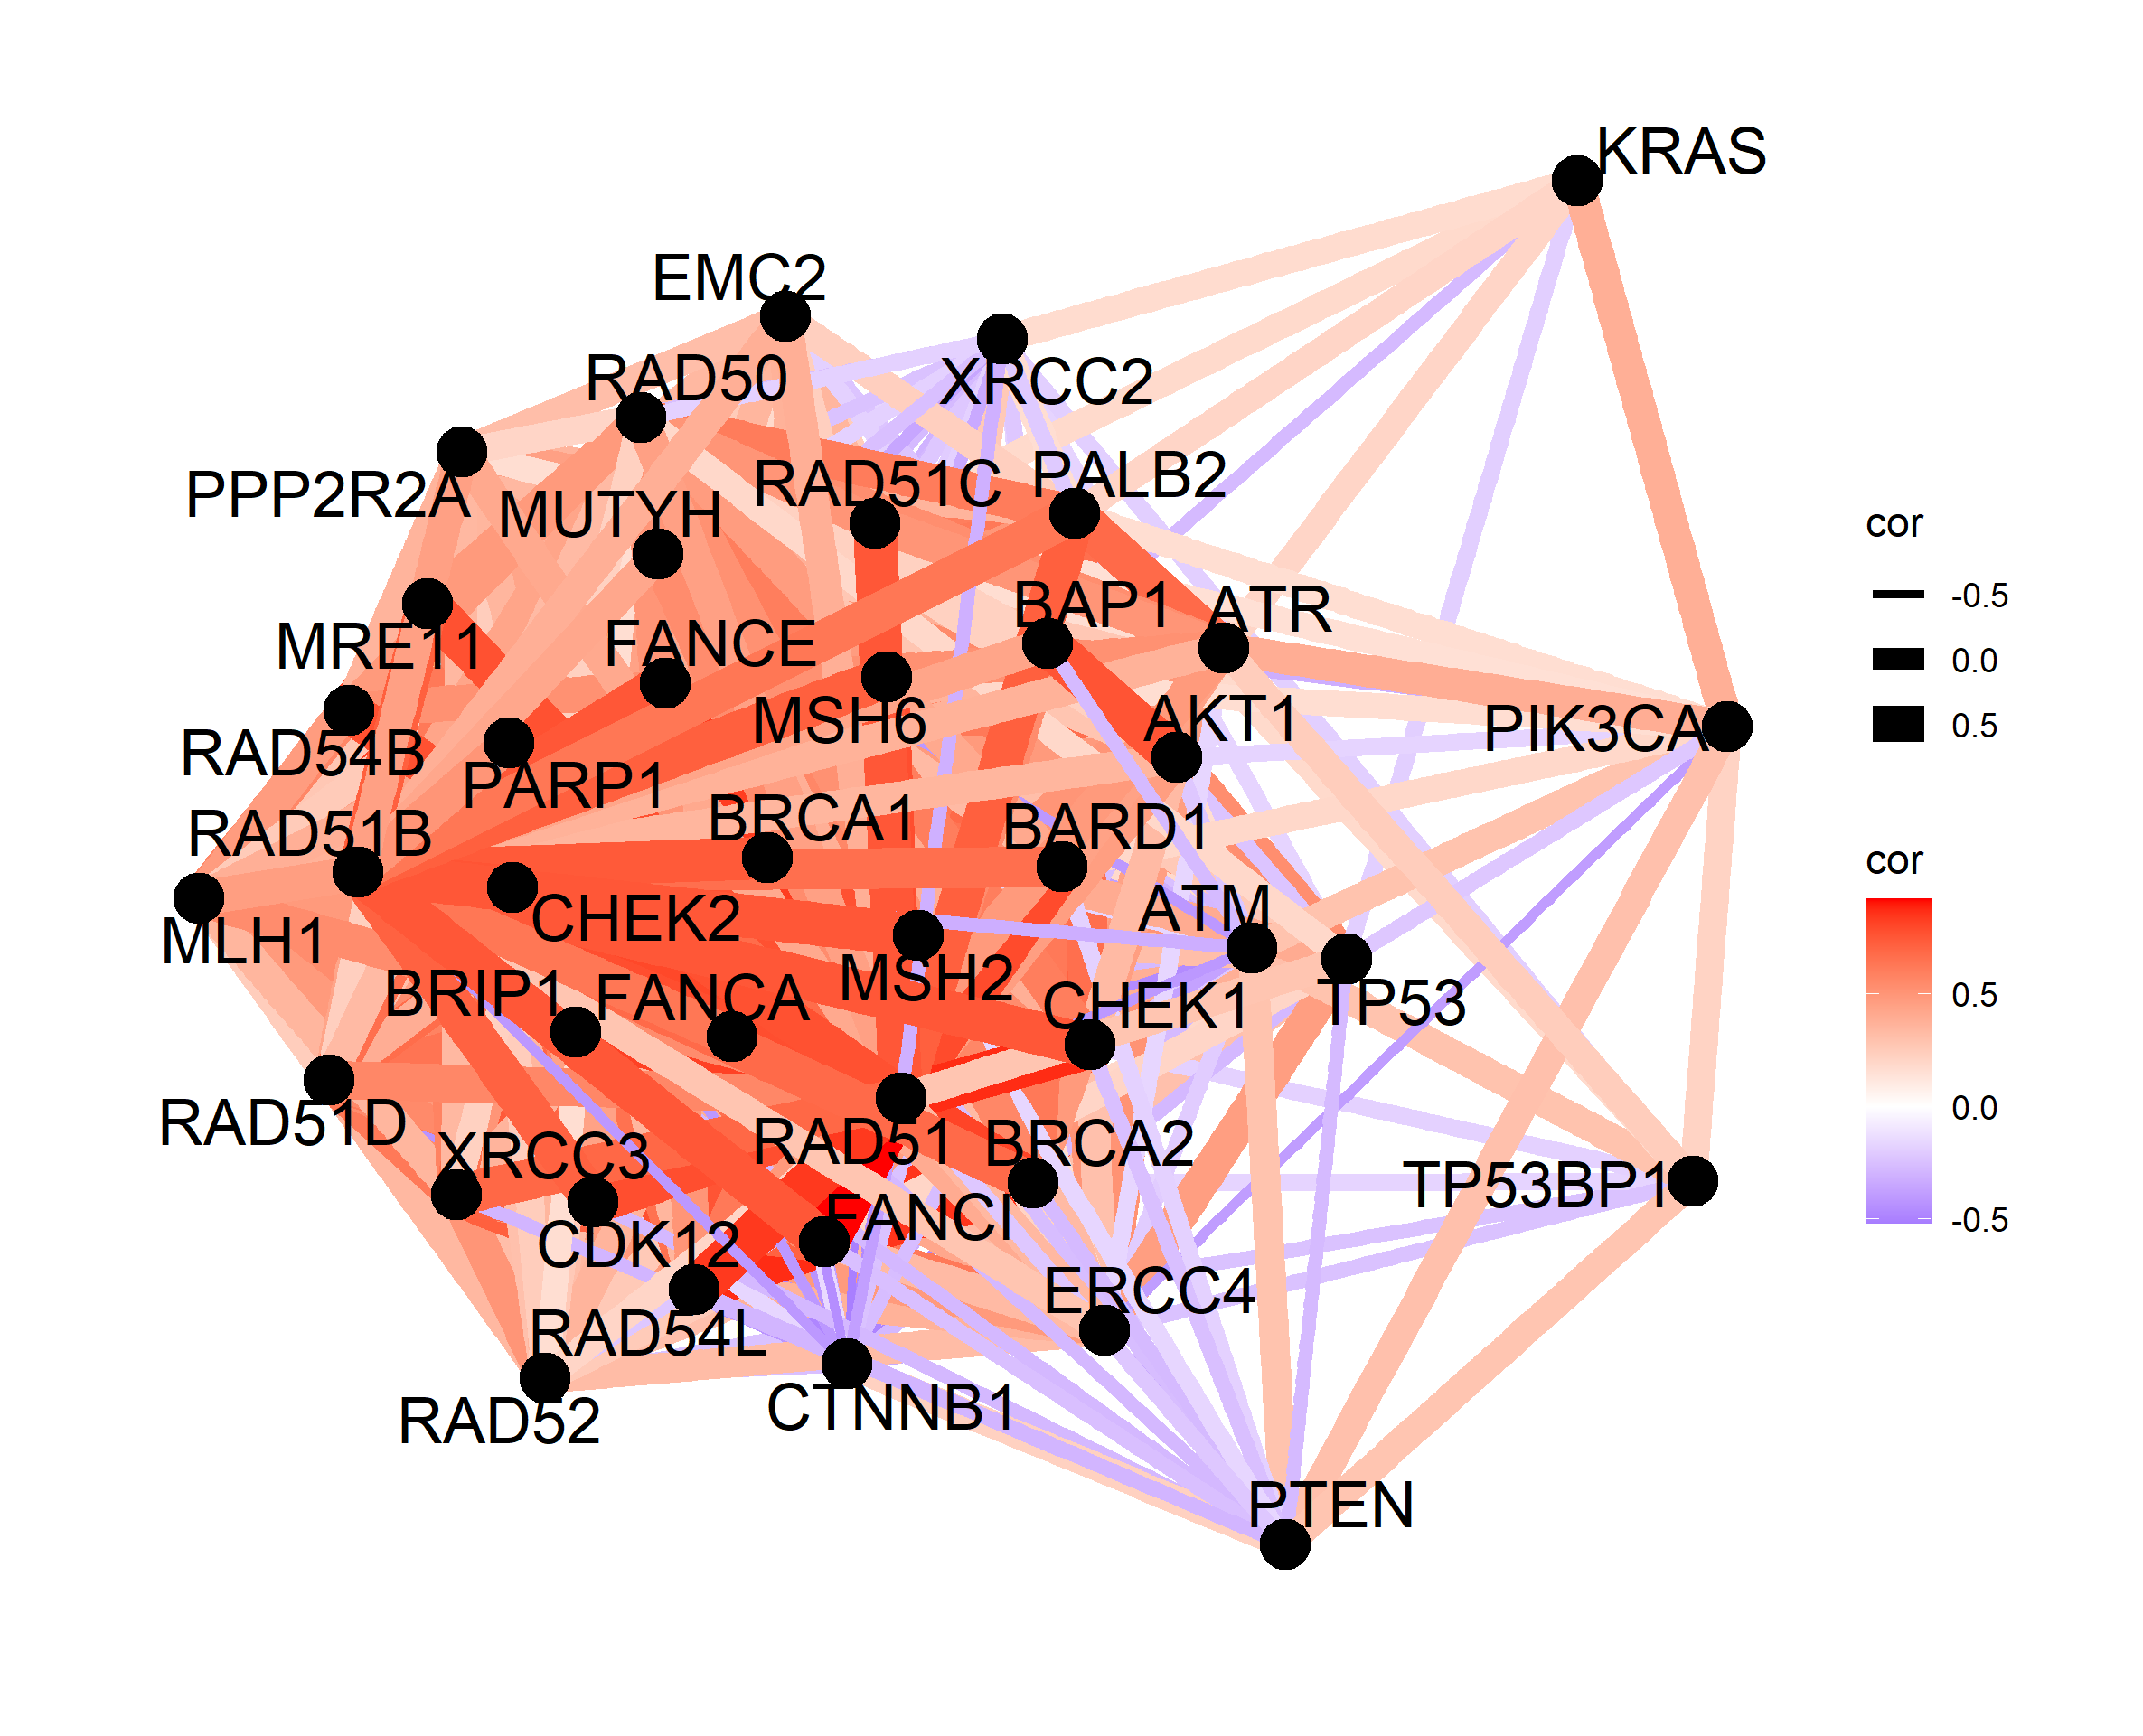 KRAS
EMC2
RAD50
XRCC2
PPP2R2A
MUTYH
RAD51C
PALB2
cor
-0.5
0.0
0.5
MRE11
FANCE
BAP1
ATR
RAD54B
PARP1
MSH6
AKT1
PIK3CA
RAD51B
BRCA1
BARD1
cor
0.5
0.0
-0.5
MLH1
CHEK2
MSH2
ATM
TP53
BRIP1
FANCA
CHEK1
RAD51D
XRCC3
RAD51
BRCA2
TP53BP1
CDK12
FANCI
RAD54L
ERCC4
RAD52
CTNNB1
PTEN